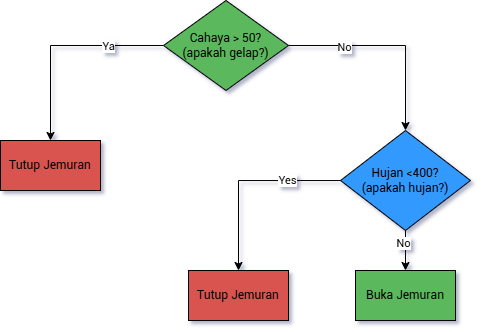 Cahaya > 50?
(apakah gelap?)
Ya
No
Tutup Jemuran
Hujan <400?
(apakah hujan?)
Yes
No
Tutup Jemuran
Buka Jemuran